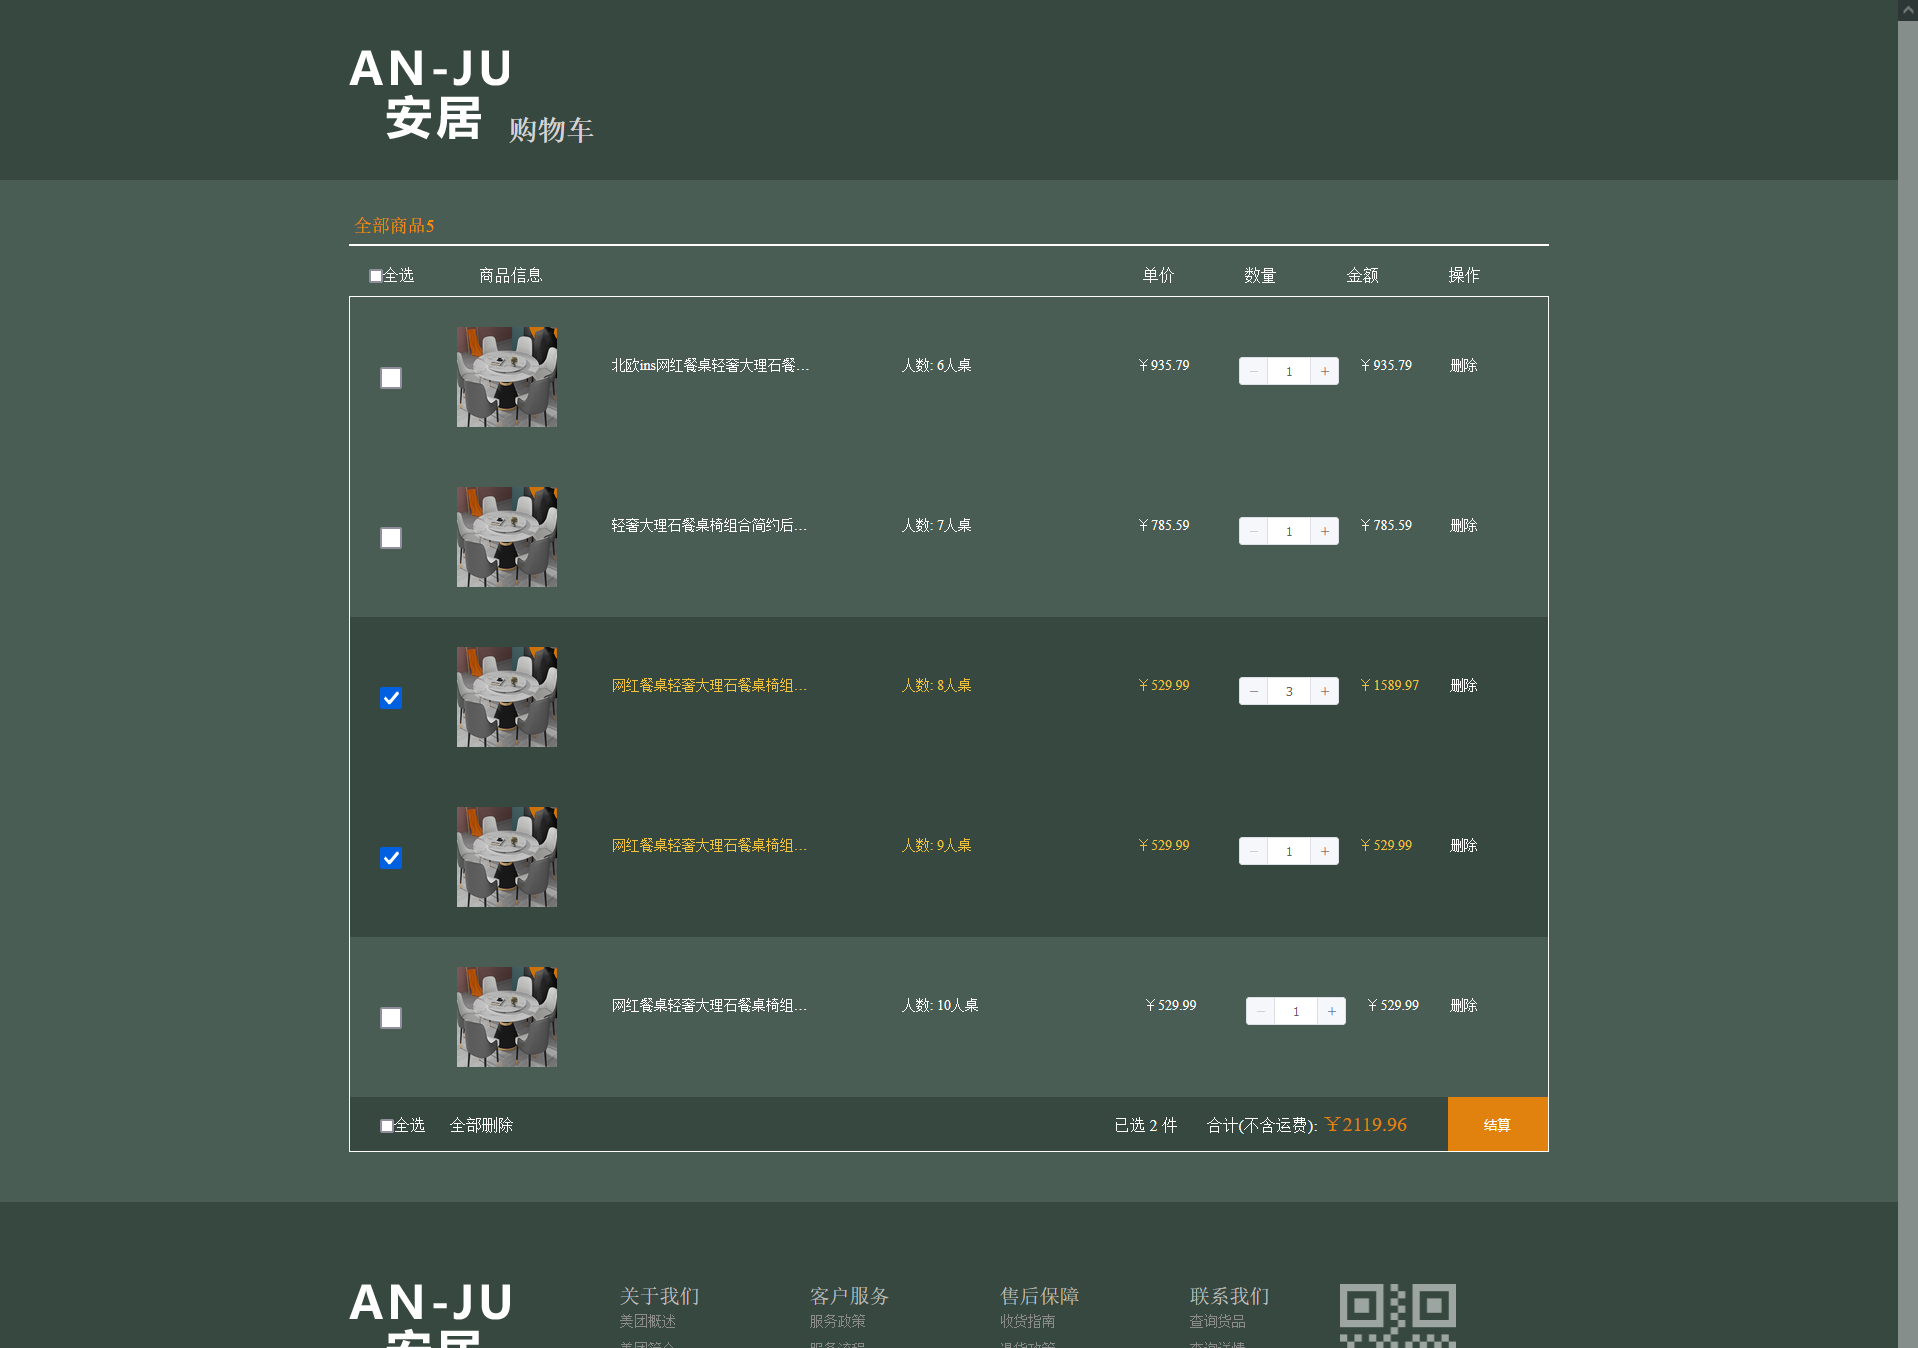 AN-JU
安居 购物车
全部商品5
全选 商品信息 单价 数量 金额 操作
北欧ins网红餐桌轻奢大理石餐... 人数: 6人桌 ￥935.79 − 1 + ￥935.79 删除
轻奢大理石餐桌椅组合简约后... 人数: 7人桌 ￥785.59 − 1 + ￥785.59 删除
网红餐桌轻奢大理石餐桌椅组... 人数: 8人桌 ￥529.99 − 3 + ￥1589.97 删除
网红餐桌轻奢大理石餐桌椅组... 人数: 9人桌 ￥529.99 − 1 + ￥529.99 删除
网红餐桌轻奢大理石餐桌椅组... 人数: 10人桌 ￥529.99 − 1 + ￥529.99 删除
全选 全部删除 已选 2 件 合计(不含运费): ￥2119.96 结算
AN-JU 关于我们 客户服务 售后保障 联系我们
美团概述 服务政策 收货指南 查询货品
安居